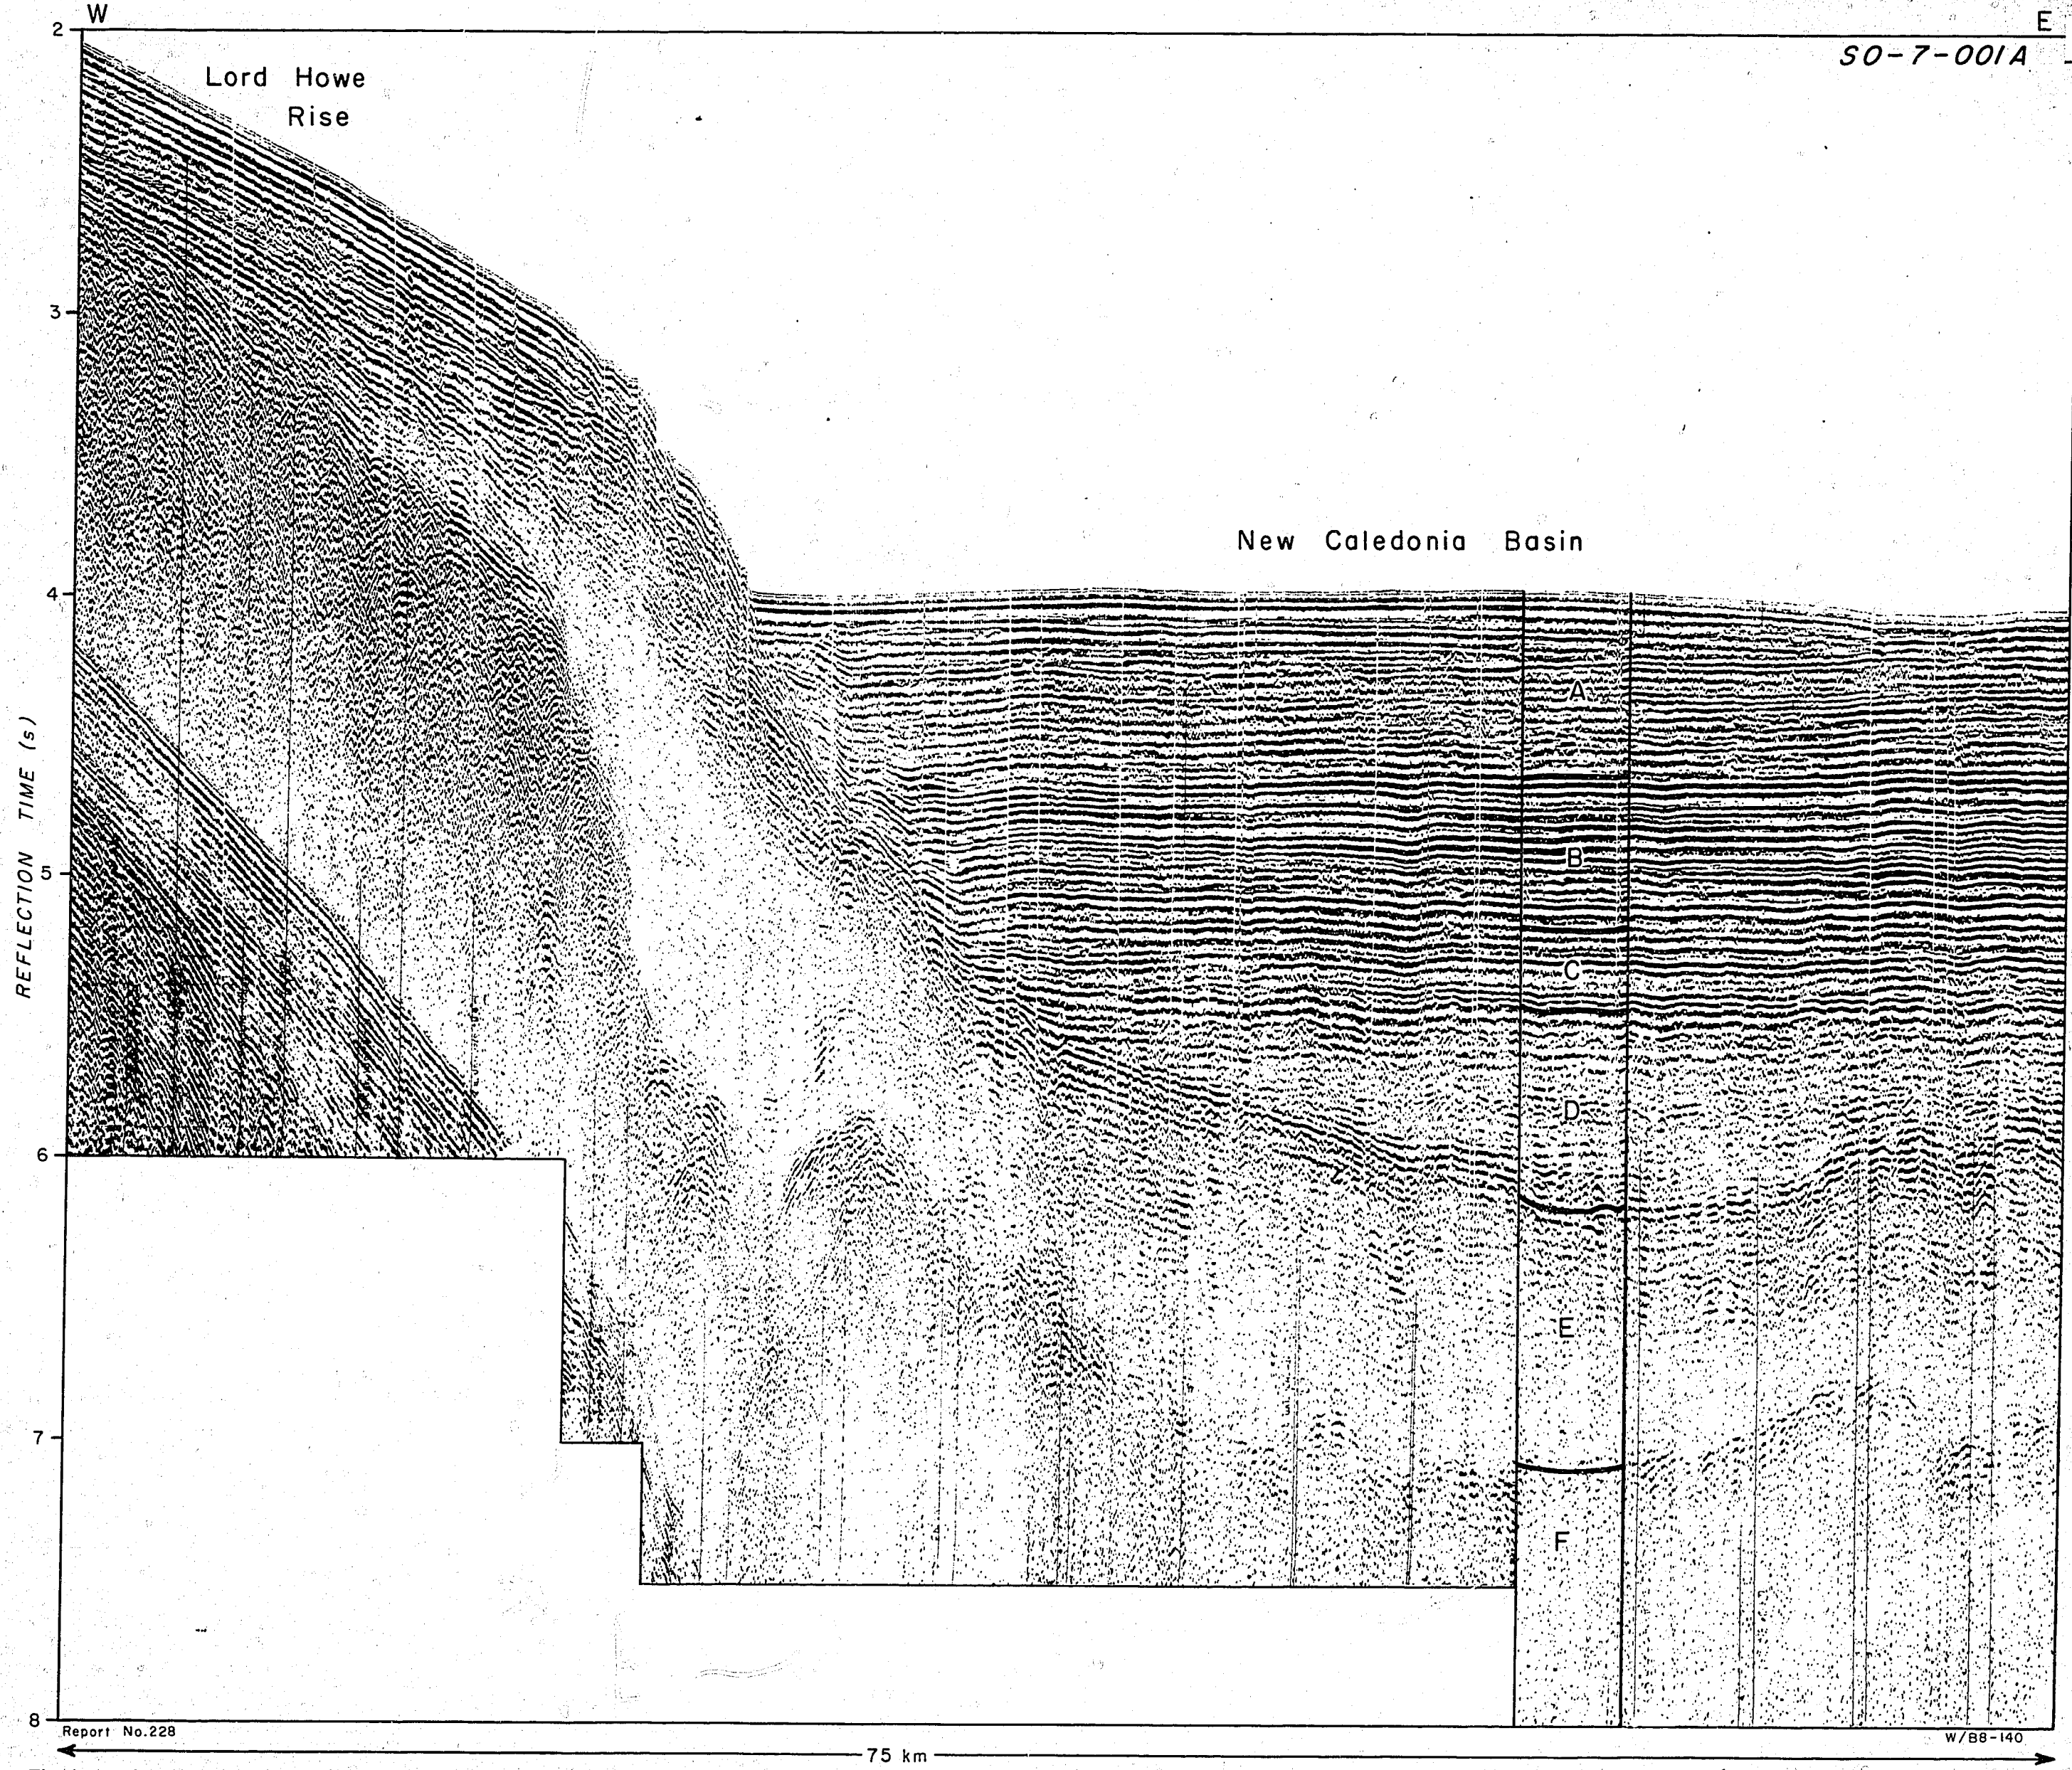 W
E
2
SO-7-001A
Lord Howe
Rise
3
New Caledonia Basin
4
A
REFLECTION TIME (s)
B
5
C
D
6
E
7
F
8
Report No.228
W/B8-140
75 km